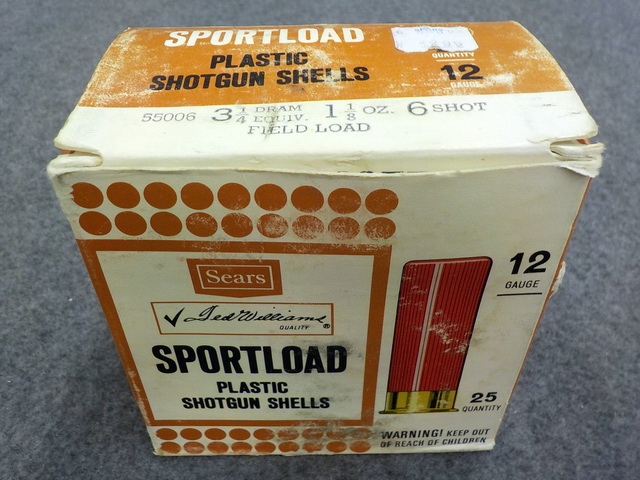 SPORTLOAD
PLASTIC
SHOTGUN SHELLS
QUANTITY
12
GAUGE
55006 3 1/4 DRAM EQUIV. 1 1/8 OZ. 6 SHOT
FIELD LOAD
Sears
✓ Ted Williams
QUALITY ®
SPORTLOAD
PLASTIC
SHOTGUN SHELLS
12
GAUGE
25
QUANTITY
WARNING! KEEP OUT
OF REACH OF CHILDREN